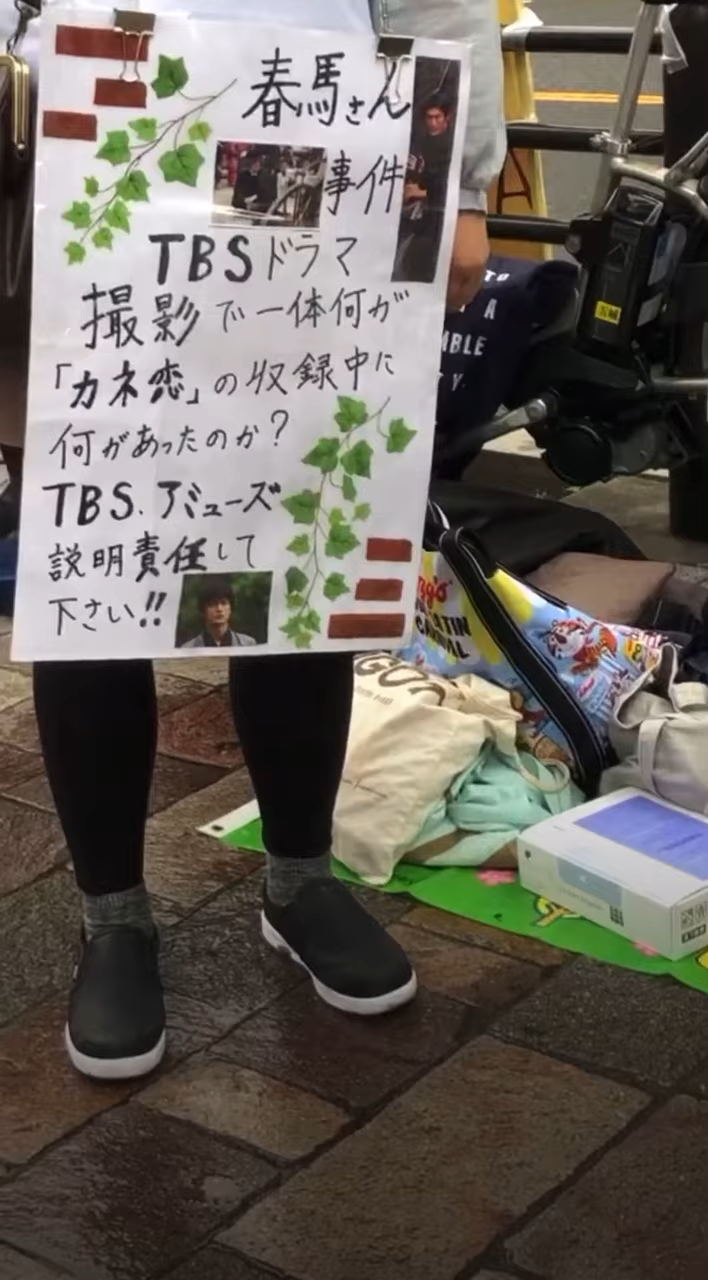 春馬さん
事件
TBSドラマ
撮影で一体何が
「カネ恋」の収録中に
何があったのか?
TBS.アミューズ
説明責任して
下さい!!